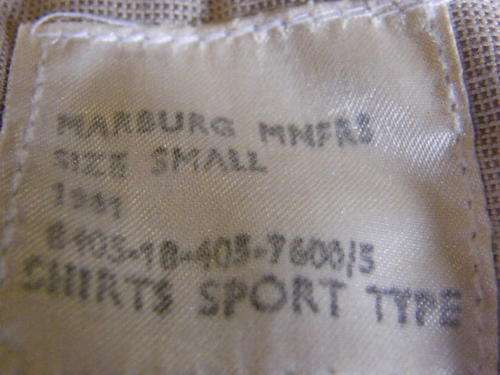 MARBURG MNFRS
SIZE SMALL
8405-18-405-7600/5
SHIRTS SPORT TYPE